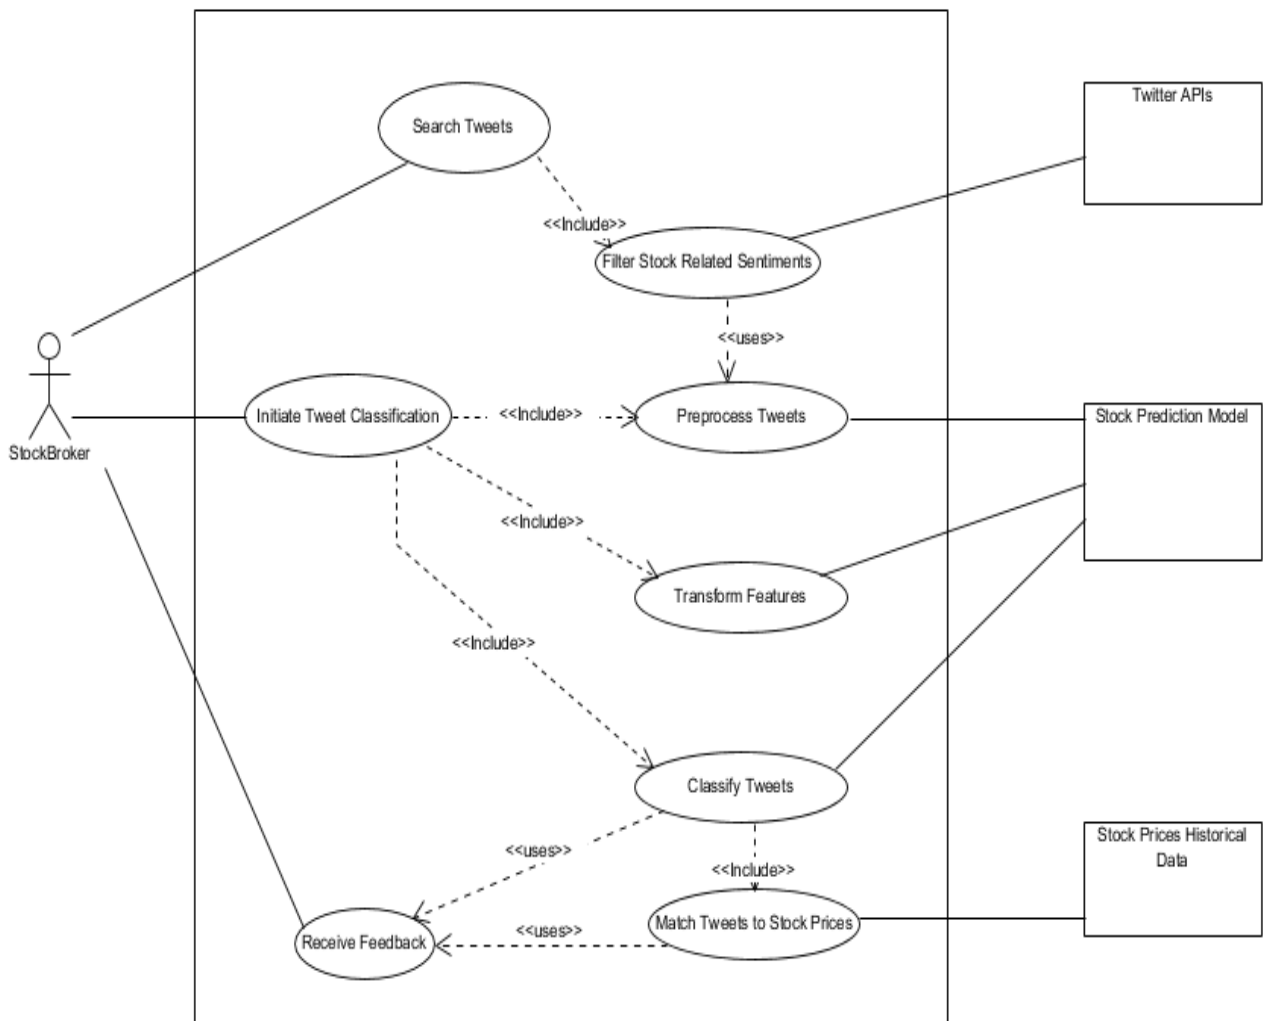 Twitter APIs
Search Tweets
<<Include>>
Filter Stock Related Sentiments
<<uses>>
Initiate Tweet Classification
<<Include>>
Preprocess Tweets
Stock Prediction Model
StockBroker
<<Include>>
Transform Features
<<Include>>
Classify Tweets
Stock Prices Historical
Data
<<uses>>
<<Include>>
Match Tweets to Stock Prices
<<uses>>
Receive Feedback